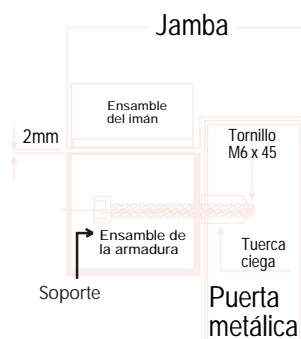 Jamba
Ensamble
del imán
2mm
Tornillo
M6 x 45
Ensamble de
la armadura
Tuerca
ciega
Soporte
Puerta
metálica